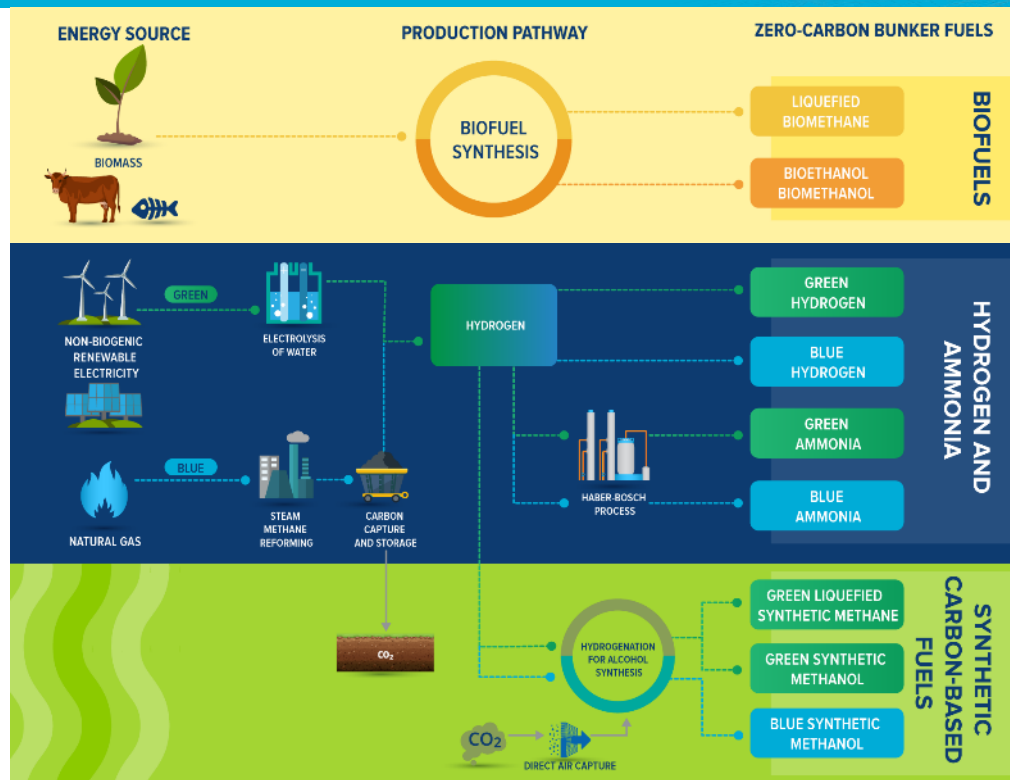 ENERGY SOURCE
PRODUCTION PATHWAY
ZERO-CARBON BUNKER FUELS
BIOMASS
BIOFUEL
SYNTHESIS
LIQUEFIED
BIOMETHANE
BIOETHANOL
BIOMETHANOL
BIOFUELS
NON-BIOGENIC
RENEWABLE
ELECTRICITY
GREEN
ELECTROLYSIS
OF WATER
HYDROGEN
GREEN
HYDROGEN
BLUE
HYDROGEN
GREEN
AMMONIA
BLUE
AMMONIA
HYDROGEN AND
AMMONIA
NATURAL GAS
BLUE
STEAM
METHANE
REFORMING
CARBON
CAPTURE
AND STORAGE
HABER-BOSCH
PROCESS
CO₂
HYDROGENATION
FOR ALCOHOL
SYNTHESIS
CO₂
DIRECT AIR CAPTURE
GREEN LIQUEFIED
SYNTHETIC METHANE
GREEN SYNTHETIC
METHANOL
BLUE SYNTHETIC
METHANOL
SYNTHETIC
CARBON-BASED
FUELS